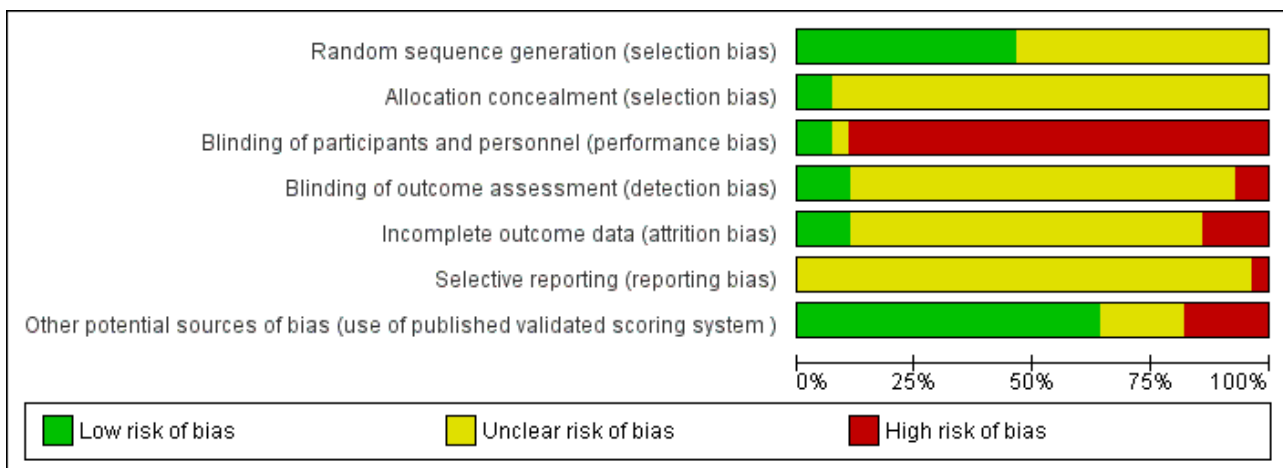 Random sequence generation (selection bias)
Allocation concealment (selection bias)
Blinding of participants and personnel (performance bias)
Blinding of outcome assessment (detection bias)
Incomplete outcome data (attrition bias)
Selective reporting (reporting bias)
Other potential sources of bias (use of published validated scoring system )
0% 25% 50% 75% 100%
Low risk of bias Unclear risk of bias High risk of bias